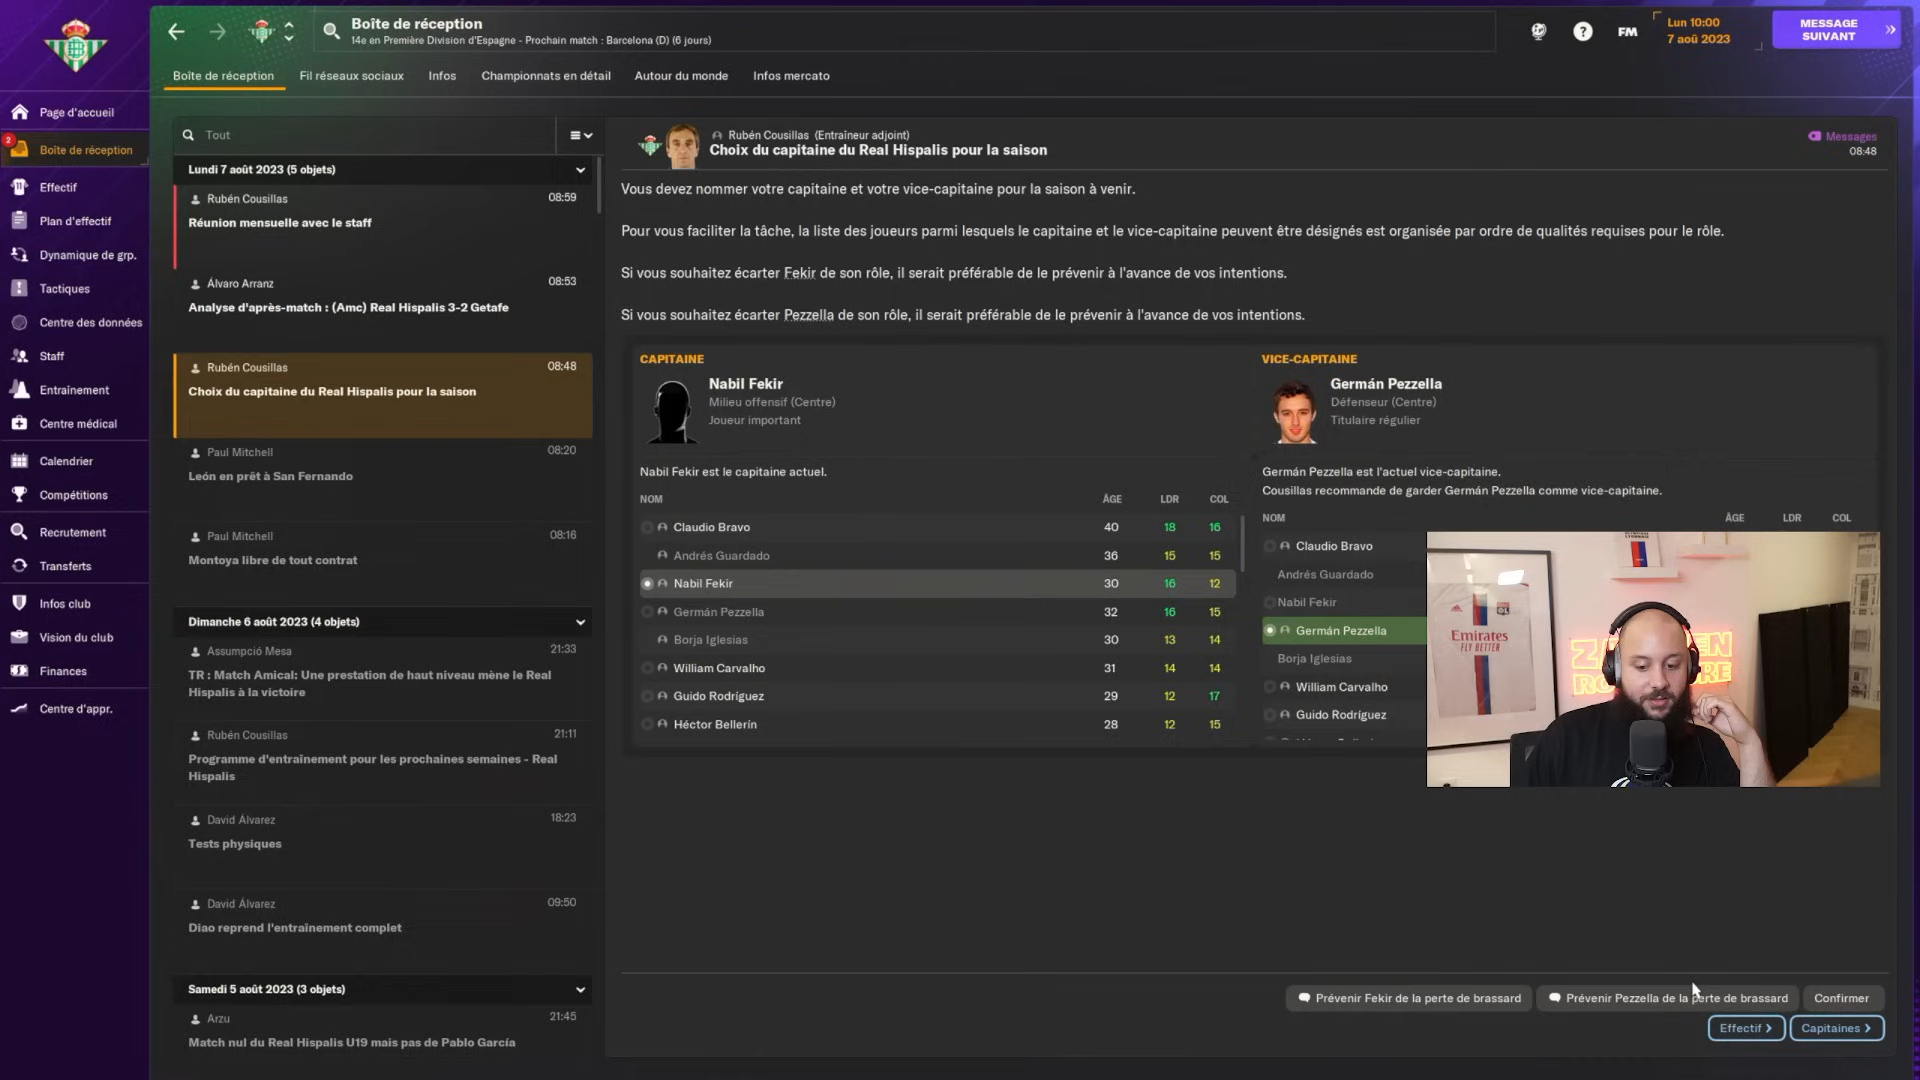 Boîte de réception
14e en Première Division d'Espagne - Prochain match : Barcelona (D) (6 jours)
FM
Lun 10:00
7 aoû 2023
MESSAGE
SUIVANT
Boîte de réception
Fil réseaux sociaux
Infos
Championnats en détail
Autour du monde
Infos mercato
Page d'accueil
2
Boîte de réception
Effectif
Plan d'effectif
Dynamique de grp.
Tactiques
Centre des données
Staff
Entraînement
Centre médical
Calendrier
Compétitions
Recrutement
Transferts
Infos club
Vision du club
Finances
Centre d'appr.
Tout
Lundi 7 août 2023 (5 objets)
Rubén Cousillas 08:59
Réunion mensuelle avec le staff
Álvaro Arranz 08:53
Analyse d'après-match : (Amc) Real Hispalis 3-2 Getafe
Rubén Cousillas 08:48
Choix du capitaine du Real Hispalis pour la saison
Paul Mitchell 08:20
León en prêt à San Fernando
Paul Mitchell 08:16
Montoya libre de tout contrat
Dimanche 6 août 2023 (4 objets)
Assumpció Mesa 21:33
TR : Match Amical: Une prestation de haut niveau mène le Real
Hispalis à la victoire
Rubén Cousillas 21:11
Programme d'entraînement pour les prochaines semaines - Real
Hispalis
David Álvarez 18:23
Tests physiques
David Álvarez 09:50
Diao reprend l'entraînement complet
Samedi 5 août 2023 (3 objets)
Arzu 21:45
Match nul du Real Hispalis U19 mais pas de Pablo García
Rubén Cousillas (Entraîneur adjoint)
Choix du capitaine du Real Hispalis pour la saison
Messages
08:48
Vous devez nommer votre capitaine et votre vice-capitaine pour la saison à venir.
Pour vous faciliter la tâche, la liste des joueurs parmi lesquels le capitaine et le vice-capitaine peuvent être désignés est organisée par ordre de qualités requises pour le rôle.
Si vous souhaitez écarter Fekir de son rôle, il serait préférable de le prévenir à l'avance de vos intentions.
Si vous souhaitez écarter Pezzella de son rôle, il serait préférable de le prévenir à l'avance de vos intentions.
CAPITAINE
Nabil Fekir
Milieu offensif (Centre)
Joueur important
Nabil Fekir est le capitaine actuel.
NOM ÂGE LDR COL
Claudio Bravo 40 18 16
Andrés Guardado 36 15 15
Nabil Fekir 30 16 12
Germán Pezzella 32 16 15
Borja Iglesias 30 13 14
William Carvalho 31 14 14
Guido Rodríguez 29 12 17
Héctor Bellerín 28 12 15
VICE-CAPITAINE
Germán Pezzella
Défenseur (Centre)
Titulaire régulier
Germán Pezzella est l'actuel vice-capitaine.
Cousillas recommande de garder Germán Pezzella comme vice-capitaine.
NOM ÂGE LDR COL
Claudio Bravo
Andrés Guardado
Nabil Fekir
Germán Pezzella
Borja Iglesias
William Carvalho
Guido Rodríguez
Emirates
FLY BETTER
Prévenir Fekir de la perte de brassard
Prévenir Pezzella de la perte de brassard
Confirmer
Effectif
Capitaines